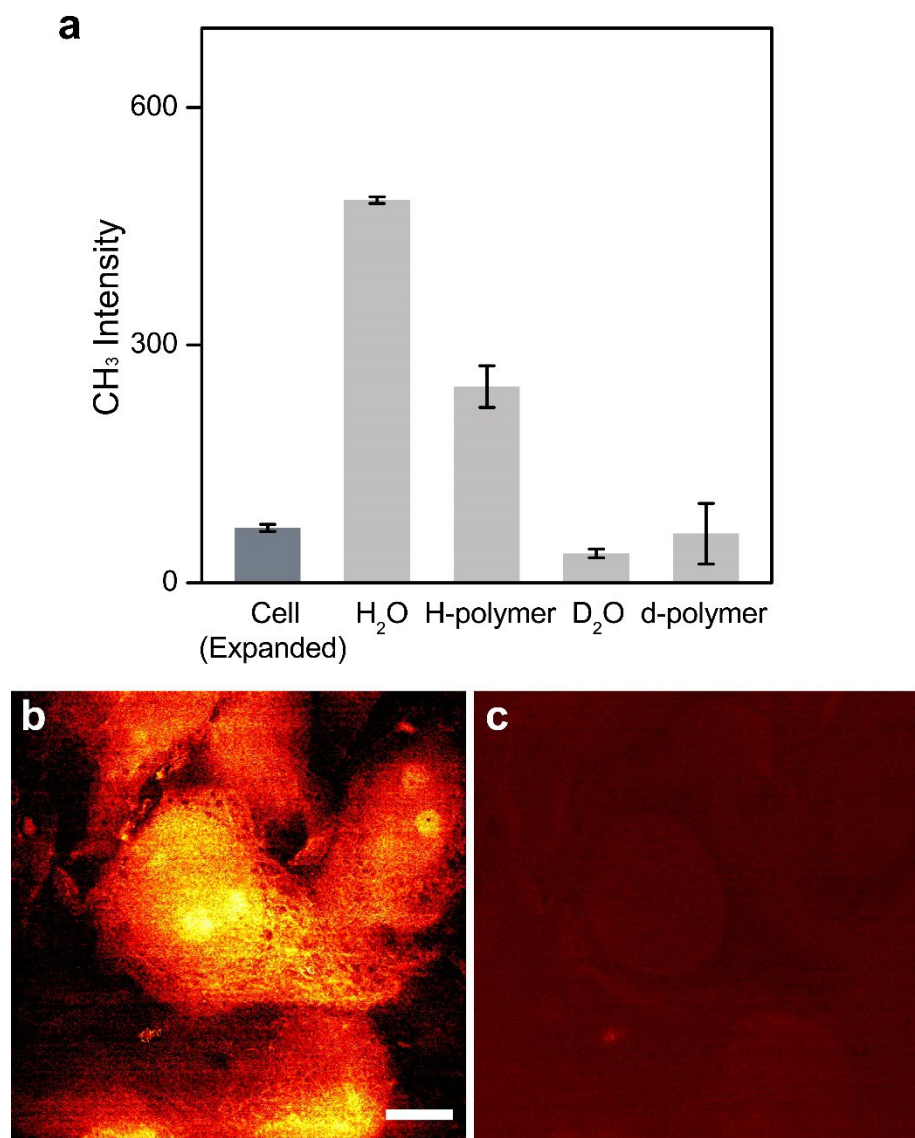 a
600
300
0
CH₃ Intensity
Cell H₂O H-polymer D₂O d-polymer
(Expanded)
b
c